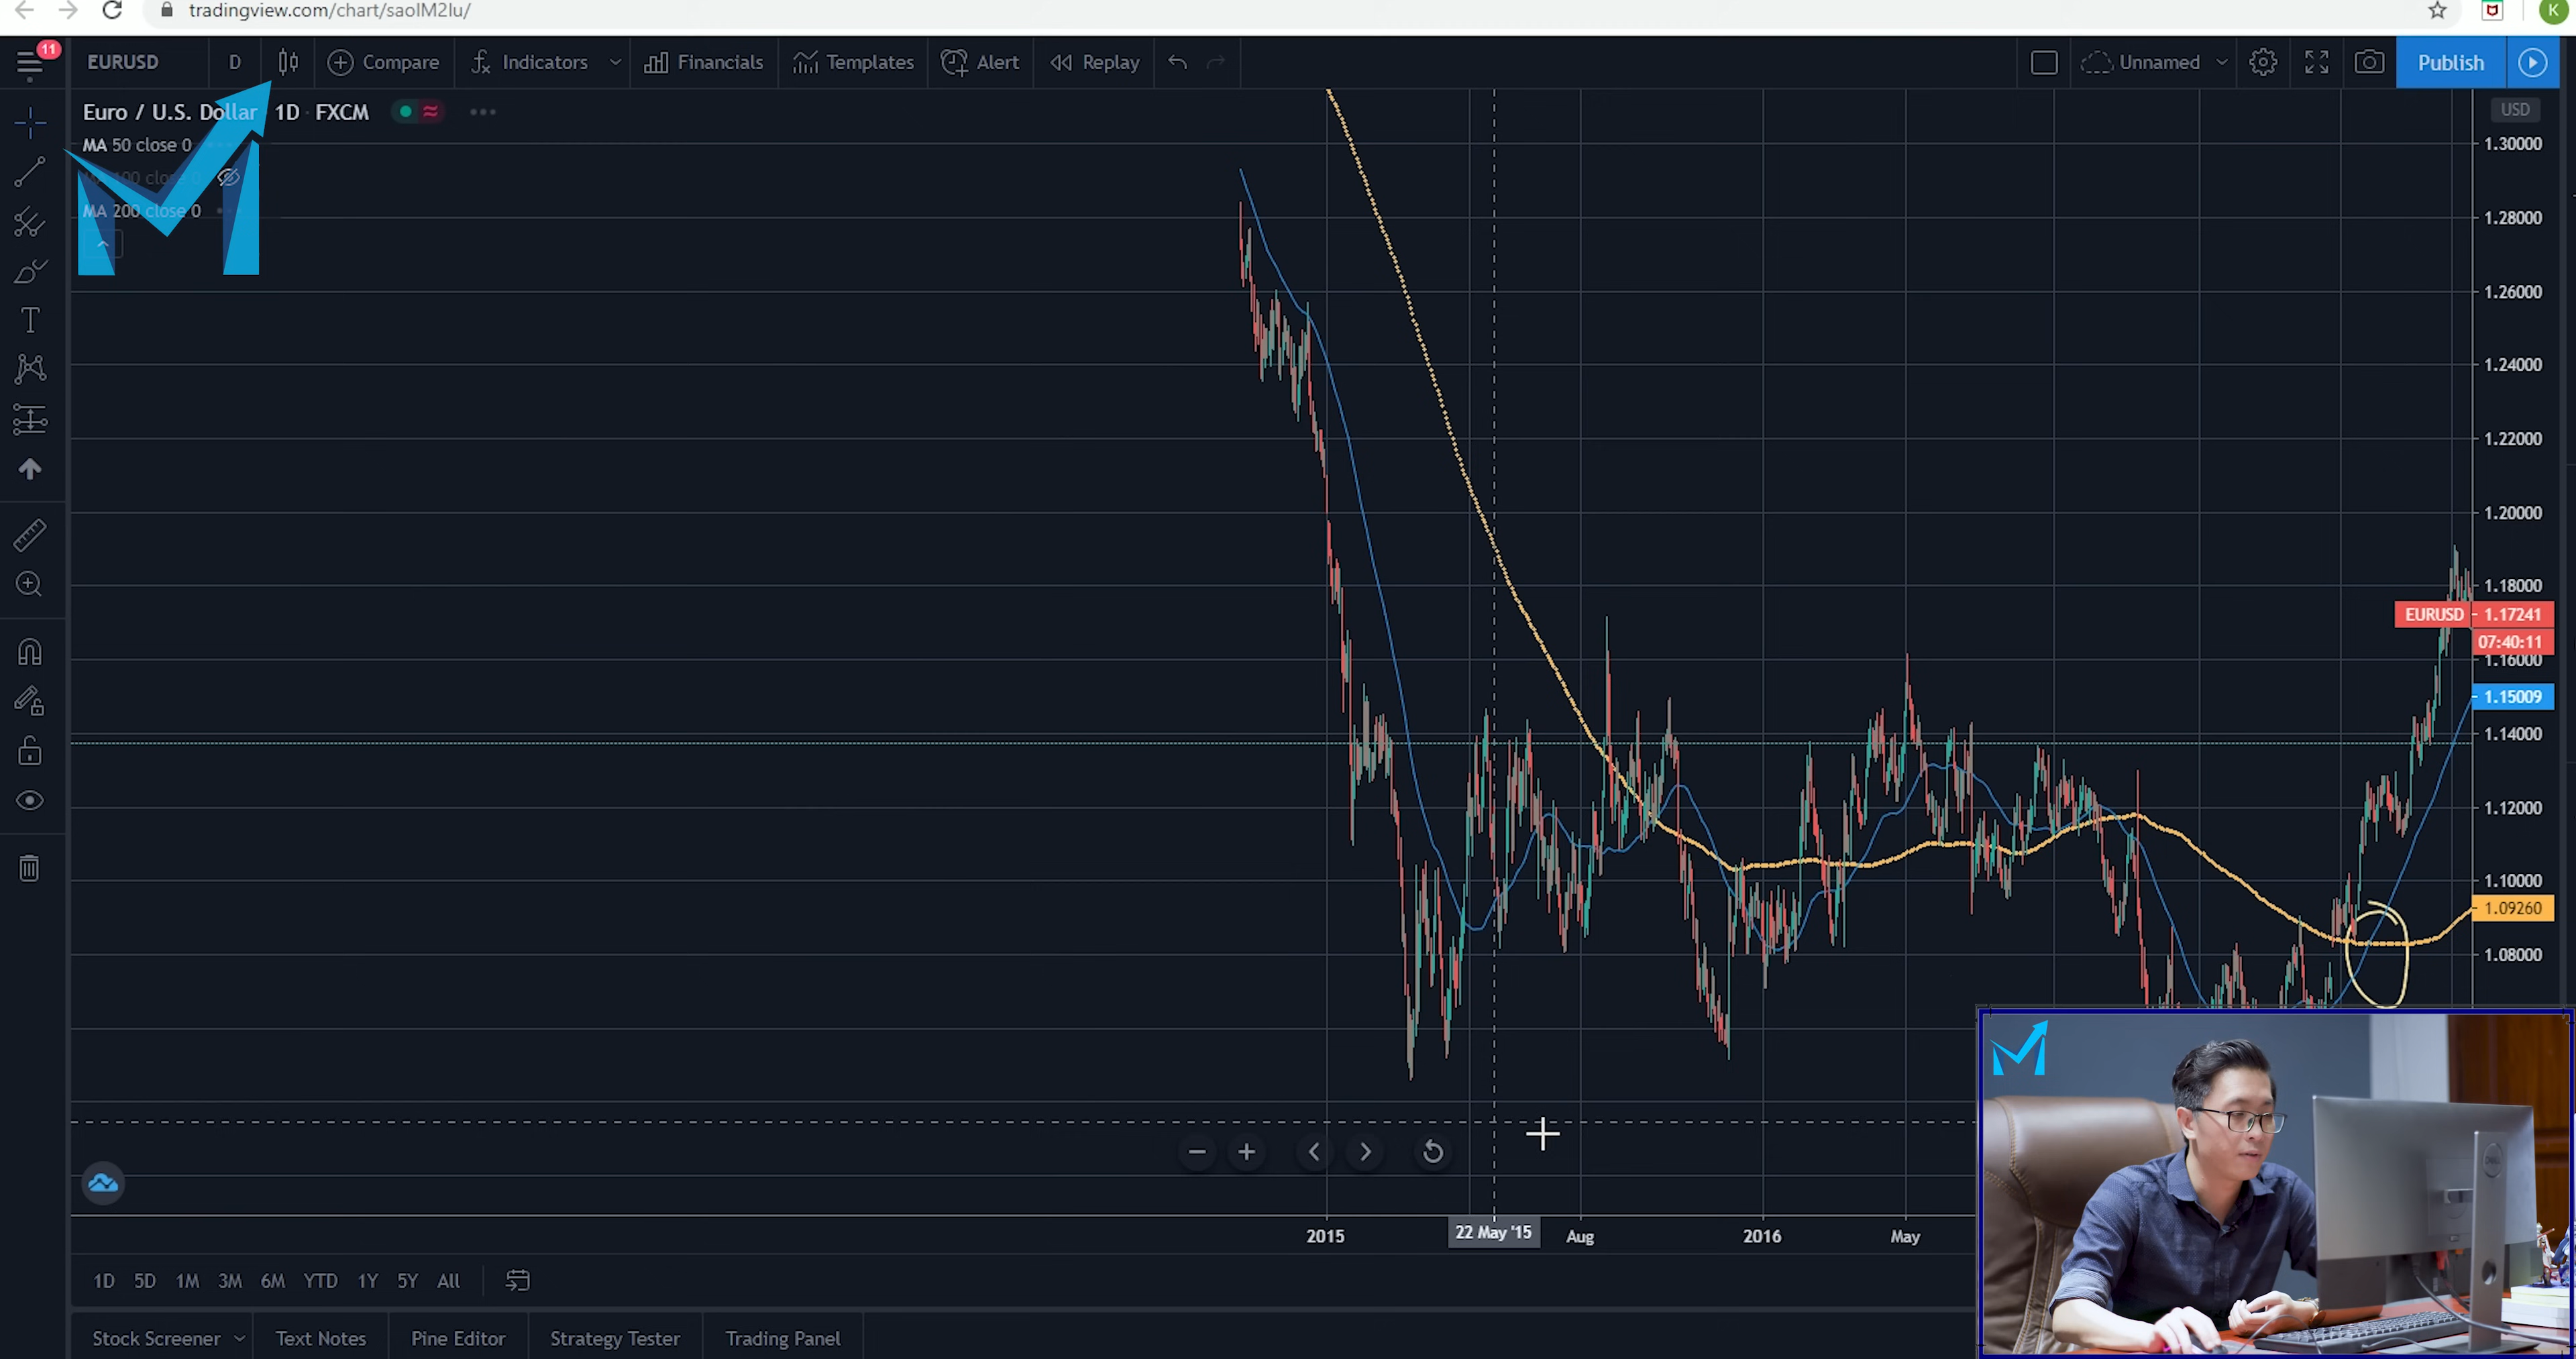 tradingview.com/chart/saoIM2Iu/
K
11
EURUSD D Compare Indicators Financials Templates Alert Replay Unnamed Publish
Euro / U.S. Dollar 1D · FXCM
MA 50 close 0
MA 200 close 0
USD
1.30000
1.28000
1.26000
1.24000
1.22000
1.20000
1.18000
EURUSD 1.17241
07:40:11
1.16000
1.15009
1.14000
1.12000
1.10000
1.09260
1.08000
2015 22 May '15 Aug 2016 May
1D 5D 1M 3M 6M YTD 1Y 5Y All
Stock Screener Text Notes Pine Editor Strategy Tester Trading Panel